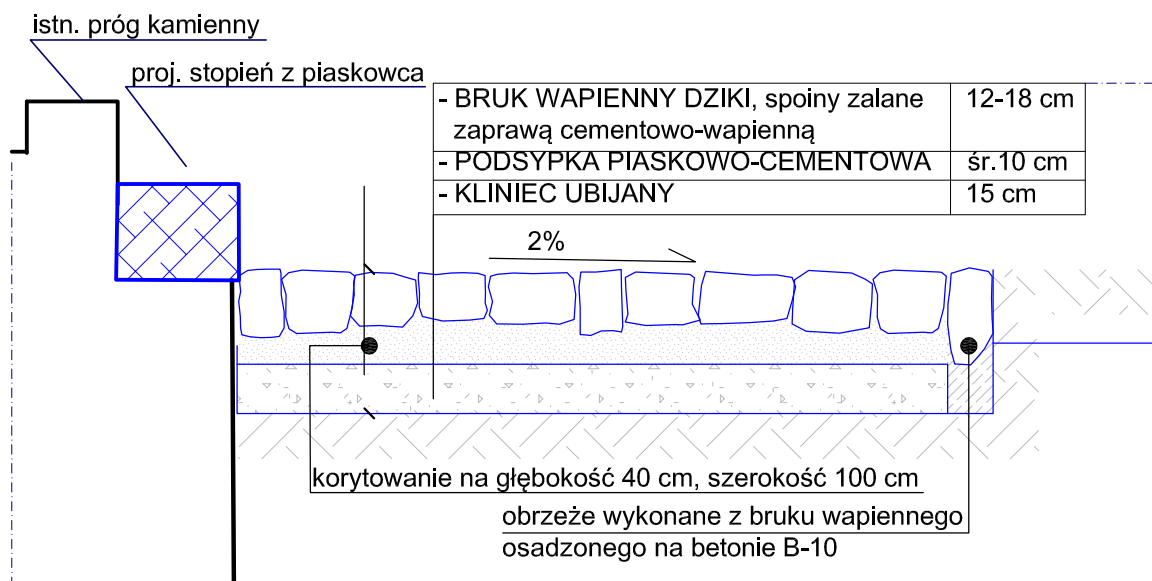 istn. próg kamienny
proj. stopień z piaskowca
- BRUK WAPIENNY DZIKI, spoiny zalane 12-18 cm
zaprawą cementowo-wapienną
- PODSYPKA PIASKOWO-CEMENTOWA śr.10 cm
- KLINIEC UBIJANY 15 cm
2%
korytowanie na głębokość 40 cm, szerokość 100 cm
obrzeże wykonane z bruku wapiennego
osadzonego na betonie B-10